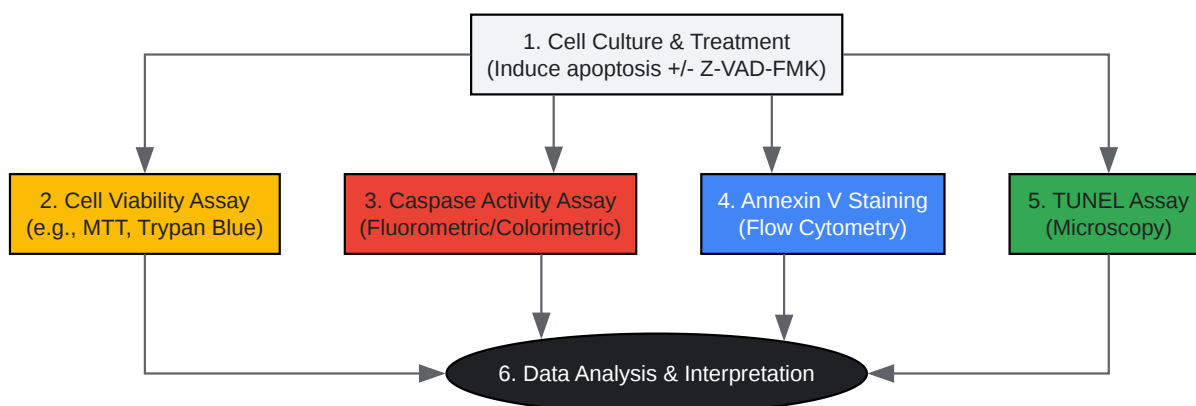 1. Cell Culture & Treatment
(Induce apoptosis +/- Z-VAD-FMK)
2. Cell Viability Assay
(e.g., MTT, Trypan Blue)
3. Caspase Activity Assay
(Fluorometric/Colorimetric)
4. Annexin V Staining
(Flow Cytometry)
5. TUNEL Assay
(Microscopy)
6. Data Analysis & Interpretation